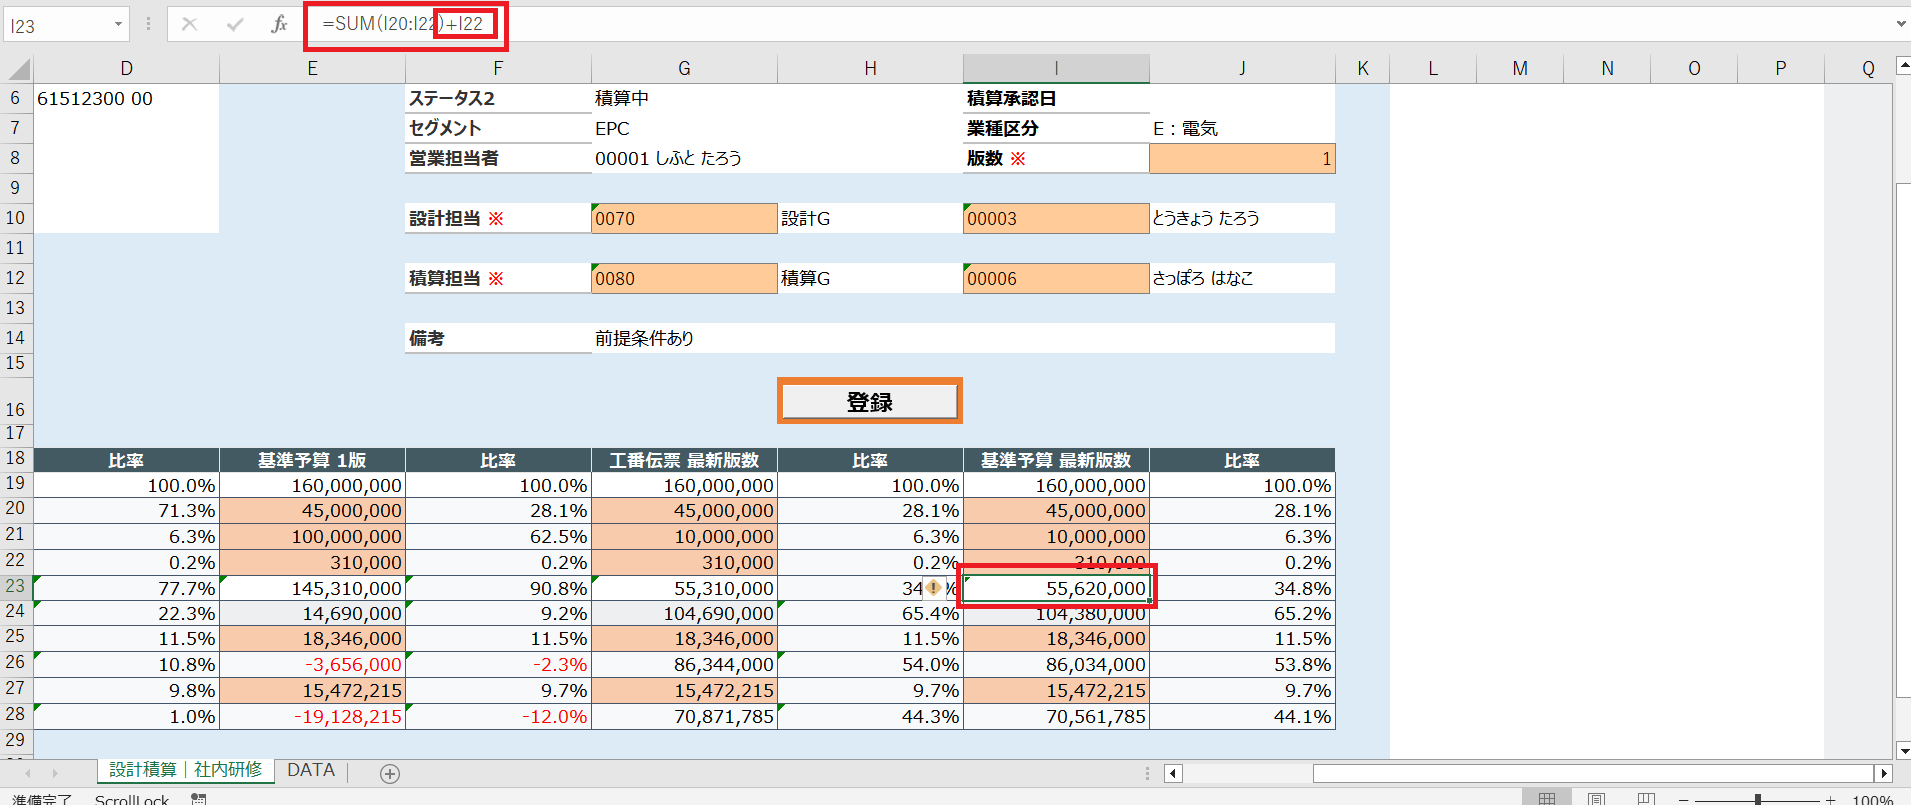 I23 fx =SUM(I20:I22)+I22
D E F G H I J K L M N O P Q
6 61512300 00 ステータス2 積算中 積算承認日
7 セグメント EPC 業種区分 E：電気
8 営業担当者 00001 しふと たろう 版数 ※ 1
9
10 設計担当 ※ 0070 設計G 00003 とうきょう たろう
11
12 積算担当 ※ 0080 積算G 00006 さっぽろ はなこ
13
14 備考 前提条件あり
15
16 登録
17
18 比率 基準予算 1版 比率 工番伝票 最新版数 比率 基準予算 最新版数 比率
19 100.0% 160,000,000 100.0% 160,000,000 100.0% 160,000,000 100.0%
20 71.3% 45,000,000 28.1% 45,000,000 28.1% 45,000,000 28.1%
21 6.3% 100,000,000 62.5% 10,000,000 6.3% 10,000,000 6.3%
22 0.2% 310,000 0.2% 310,000 0.2% 310,000 0.2%
23 77.7% 145,310,000 90.8% 55,310,000 34 % 55,620,000 34.8%
24 22.3% 14,690,000 9.2% 104,690,000 65.4% 104,380,000 65.2%
25 11.5% 18,346,000 11.5% 18,346,000 11.5% 18,346,000 11.5%
26 10.8% -3,656,000 -2.3% 86,344,000 54.0% 86,034,000 53.8%
27 9.8% 15,472,215 9.7% 15,472,215 9.7% 15,472,215 9.7%
28 1.0% -19,128,215 -12.0% 70,871,785 44.3% 70,561,785 44.1%
29
設計積算｜社内研修 DATA
準備完了 ScrollLock 100%